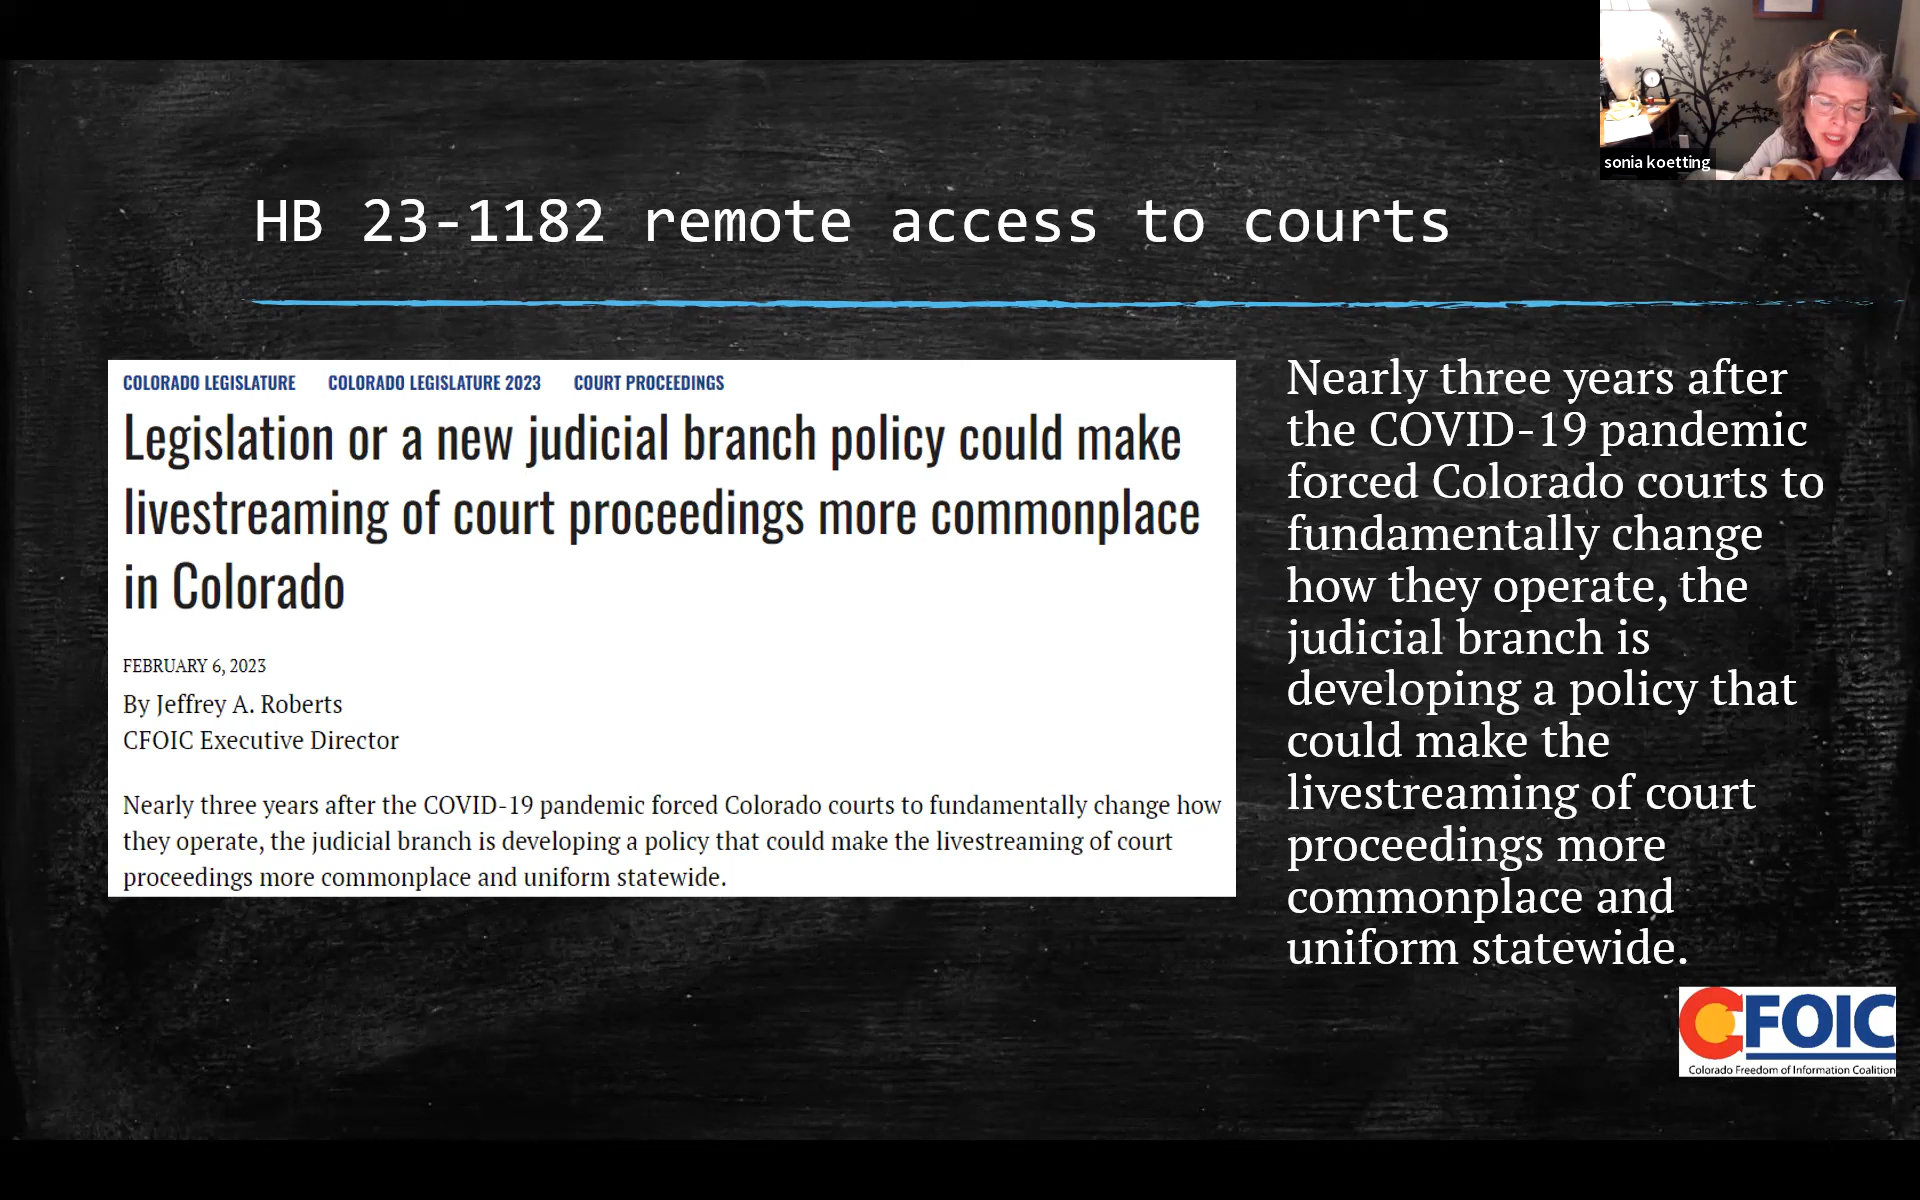 sonia koetting
HB 23-1182 remote access to courts
COLORADO LEGISLATURE COLORADO LEGISLATURE 2023 COURT PROCEEDINGS
Legislation or a new judicial branch policy could make
livestreaming of court proceedings more commonplace
in Colorado
FEBRUARY 6, 2023
By Jeffrey A. Roberts
CFOIC Executive Director
Nearly three years after the COVID-19 pandemic forced Colorado courts to fundamentally change how
they operate, the judicial branch is developing a policy that could make the livestreaming of court
proceedings more commonplace and uniform statewide.
Nearly three years after
the COVID-19 pandemic
forced Colorado courts to
fundamentally change
how they operate, the
judicial branch is
developing a policy that
could make the
livestreaming of court
proceedings more
commonplace and
uniform statewide.
CFOIC
Colorado Freedom of Information Coalition